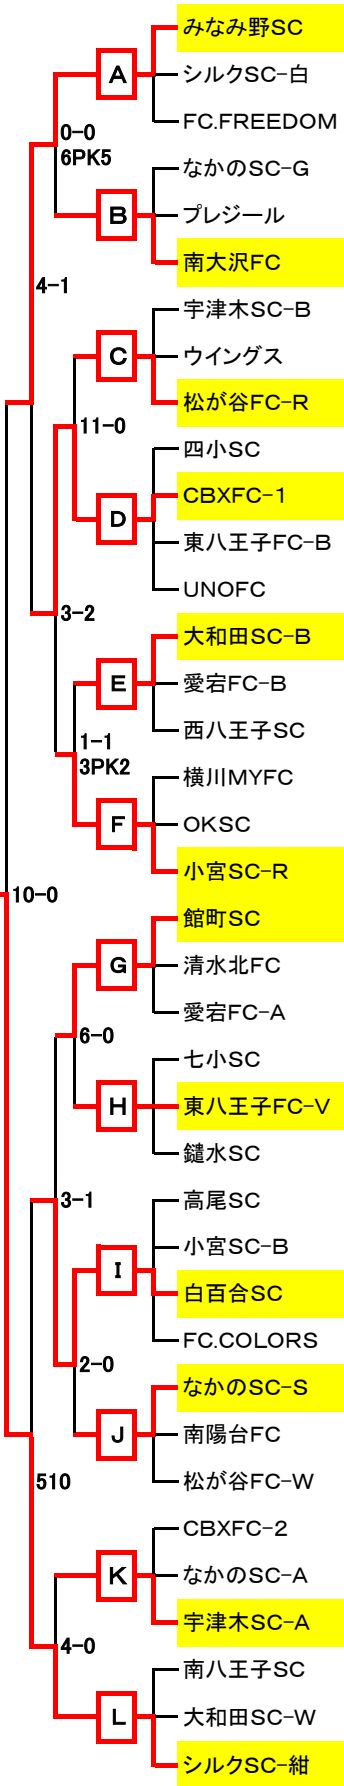 みなみ野SC
A
シルクSC-白
FC.FREEDOM
0-0
6PK5
なかのSC-G
B
プレジール
南大沢FC
4-1
宇津木SC-B
C
ウイングス
松が谷FC-R
11-0
四小SC
CBXFC-1
D
東八王子FC-B
UNOFC
3-2
大和田SC-B
E
愛宕FC-B
西八王子SC
1-1
3PK2
横川MYFC
F
OKSC
小宮SC-R
10-0
館町SC
G
清水北FC
愛宕FC-A
6-0
七小SC
H
東八王子FC-V
鑓水SC
3-1
高尾SC
小宮SC-B
I
白百合SC
FC.COLORS
2-0
なかのSC-S
J
南陽台FC
松が谷FC-W
510
CBXFC-2
K
なかのSC-A
宇津木SC-A
4-0
南八王子SC
L
大和田SC-W
シルクSC-紺